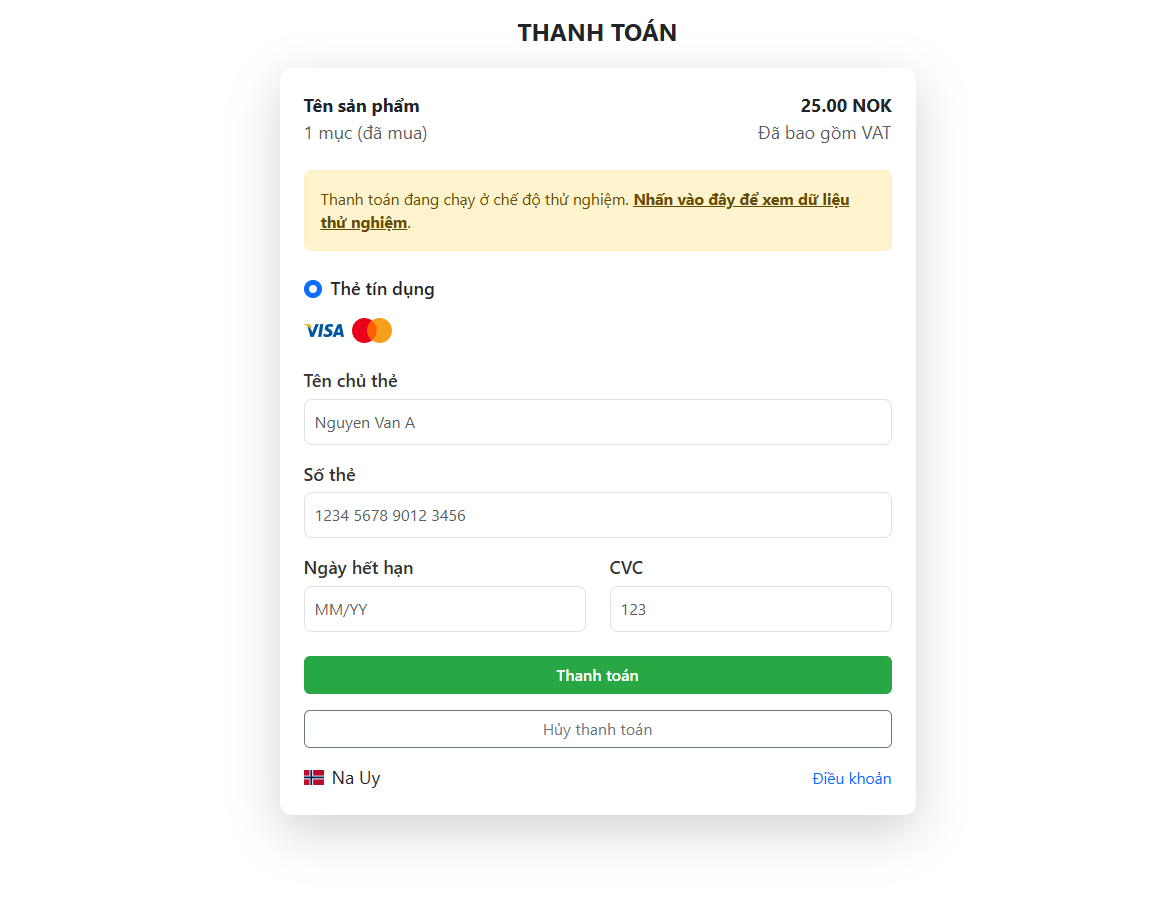 THANH TOÁN
Tên sản phẩm
25.00 NOK
1 mục (đã mua)
Đã bao gồm VAT
Thanh toán đang chạy ở chế độ thử nghiệm. Nhấn vào đây để xem dữ liệu
thử nghiệm.
Thẻ tín dụng
VISA
Tên chủ thẻ
Nguyen Van A
Số thẻ
1234 5678 9012 3456
Ngày hết hạn
CVC
MM/YY
123
Thanh toán
Hủy thanh toán
Na Uy
Điều khoản